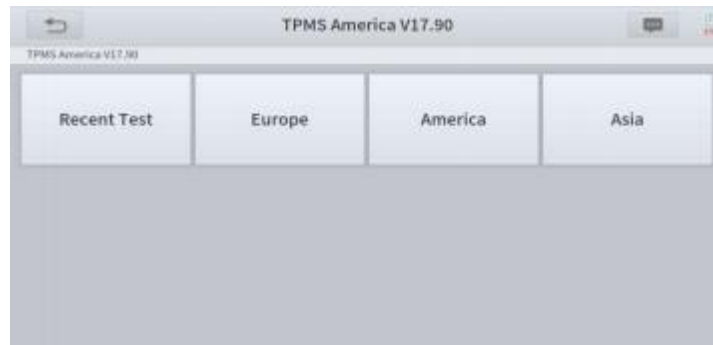 TPMS America V17.90
TPMS America V17.90
Recent Test
Europe
America
Asia